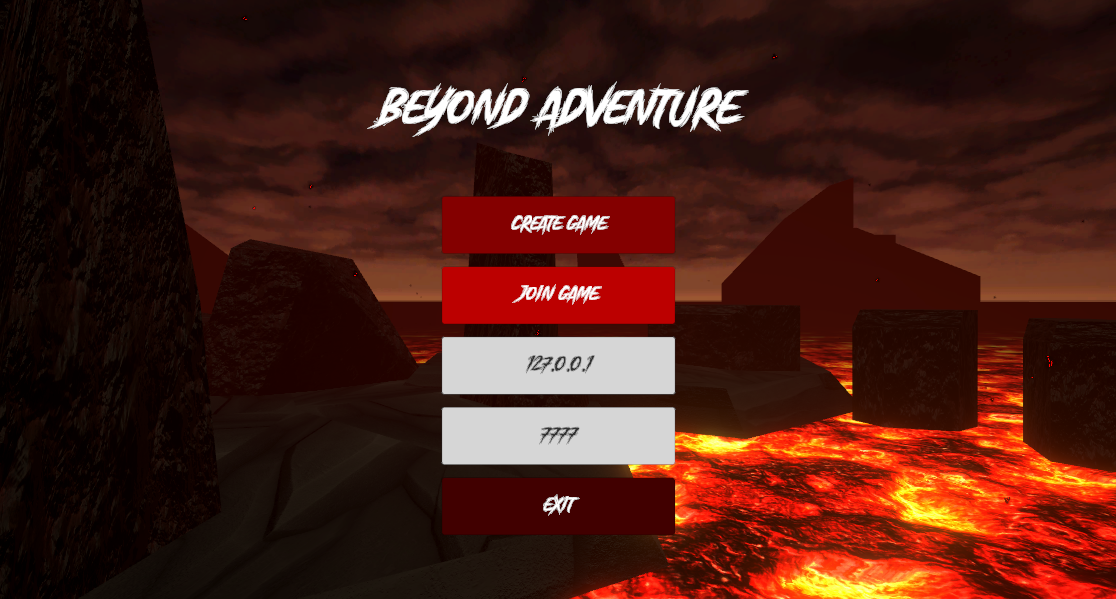 BEYOND ADVENTURE
CREATE GAME
JOIN GAME
127.0.0.1
7777
EXIT